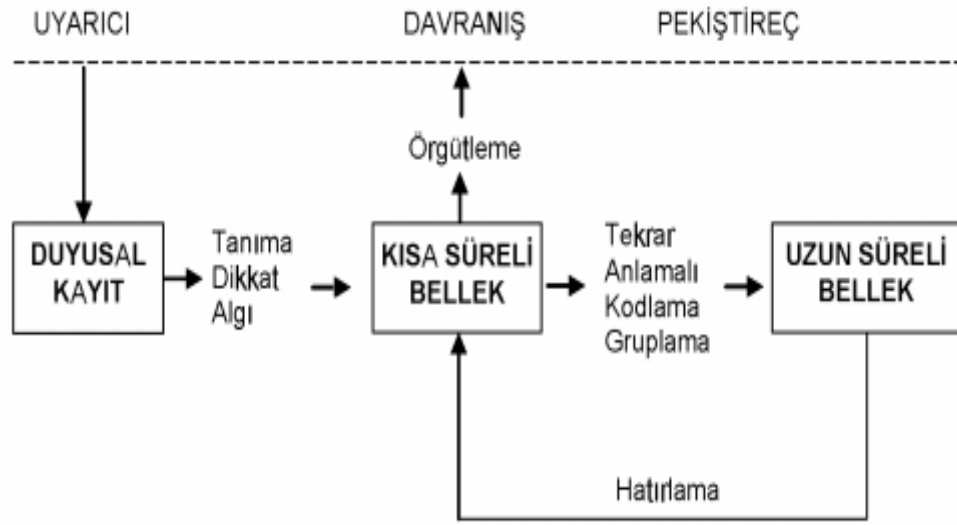 UYARICI DAVRANIŞ PEKİŞTİREÇ
Örgütleme
DUYUSAL
KAYIT
Tanıma
Dikkat
Algı
KISA SÜRELİ
BELLEK
Tekrar
Anlamalı
Kodlama
Gruplama
UZUN SÜRELİ
BELLEK
Hatırlama